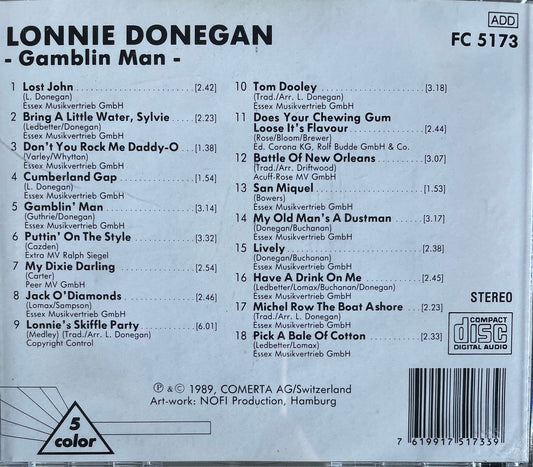 LONNIE DONEGAN
- Gamblin Man -
ADD
FC 5173
1 Lost John [2.42]
(L. Donegan)
Essex Musikvertrieb GmbH
2 Bring A Little Water, Sylvie [2.23]
(Ledbetter/Donegan)
Essex Musikvertrieb GmbH
3 Don't You Rock Me Daddy-O [1.38]
(Varley/Whytton)
Essex Musikvertrieb GmbH
4 Cumberland Gap [1.54]
(L. Donegan)
Essex Musikvertrieb GmbH
5 Gamblin' Man [3.14]
(Guthrie/Donegan)
Essex Musikvertrieb GmbH
6 Puttin' On The Style [3.32]
(Cazden)
Extra MV Ralph Siegel
7 My Dixie Darling [2.54]
(Carter)
Peer MV GmbH
8 Jack O'Diamonds [2.46]
(Lomax/Sampson)
Essex Musikvertrieb GmbH
9 Lonnie's Skiffle Party [6.01]
(Medley) (Trad./Arr. L. Donegan)
Copyright Control
10 Tom Dooley [3.18]
(Trad./Arr. L. Donegan)
Essex Musikvertrieb GmbH
11 Does Your Chewing Gum
Loose It's Flavour [2.44]
(Rose/Bloom/Brewer)
Ed. Corona KG, Rolf Budde GmbH & Co.
12 Battle Of New Orleans [3.07]
(Trad./Arr. Driftwood)
Acuff-Rose MV GmbH
13 San Miquel [1.53]
(Bowers)
Essex Musikvertrieb GmbH
14 My Old Man's A Dustman [3.17]
(Donegan/Buchanan)
Essex Musikvertrieb GmbH
15 Lively [2.38]
(Donegan/Buchanan)
Essex Musikvertrieb GmbH
16 Have A Drink On Me [2.45]
(Ledbetter/Lomax/Buchanan/Donegan)
Essex Musikvertrieb GmbH
17 Michel Row The Boat Ashore [2.23]
(Trad./Arr. L. Donegan)
Essex Musikvertrieb GmbH
18 Pick A Bale Of Cotton [2.33]
(Ledbetter/Lomax)
Essex Musikvertrieb GmbH
STEREO
COMPACT
disc
DIGITAL AUDIO
℗ & © 1989, COMERTA AG/Switzerland
Art-work: NOFI Production, Hamburg
5
color
7 619917 517339